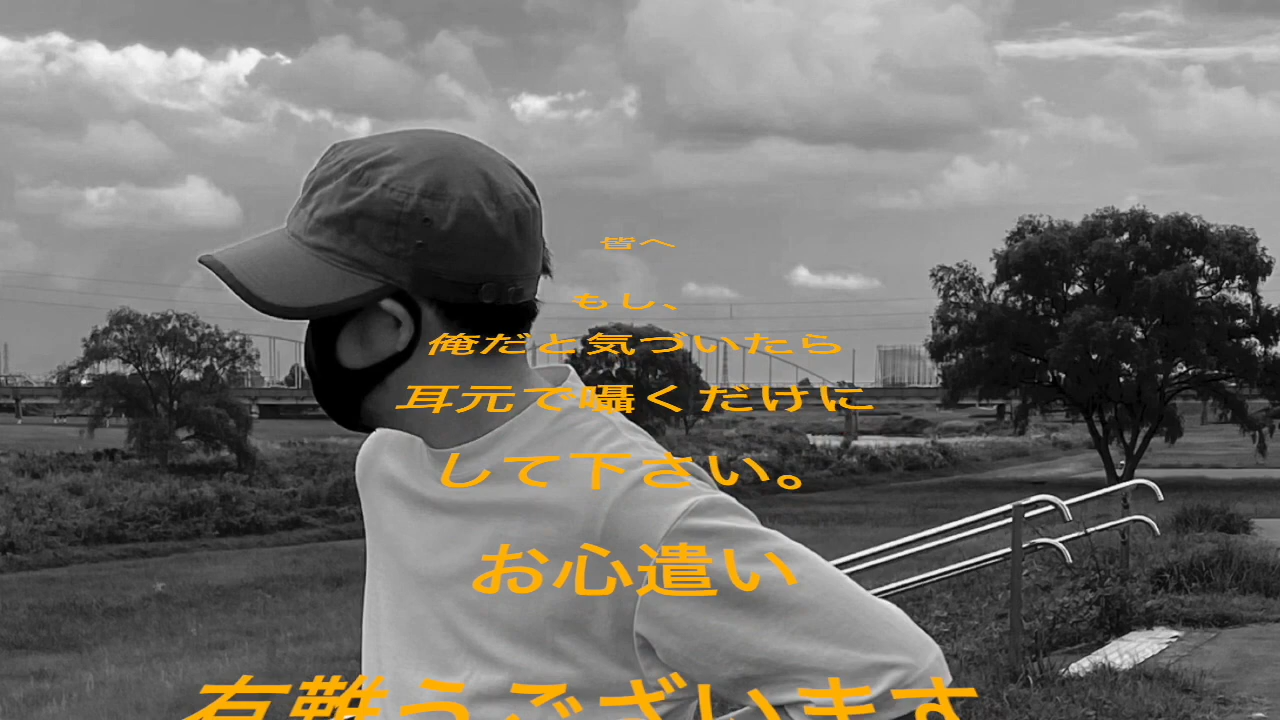 皆へ
もし、
俺だと気づいたら
耳元で囁くだけに
して下さい。
お心遣い
有難うございます